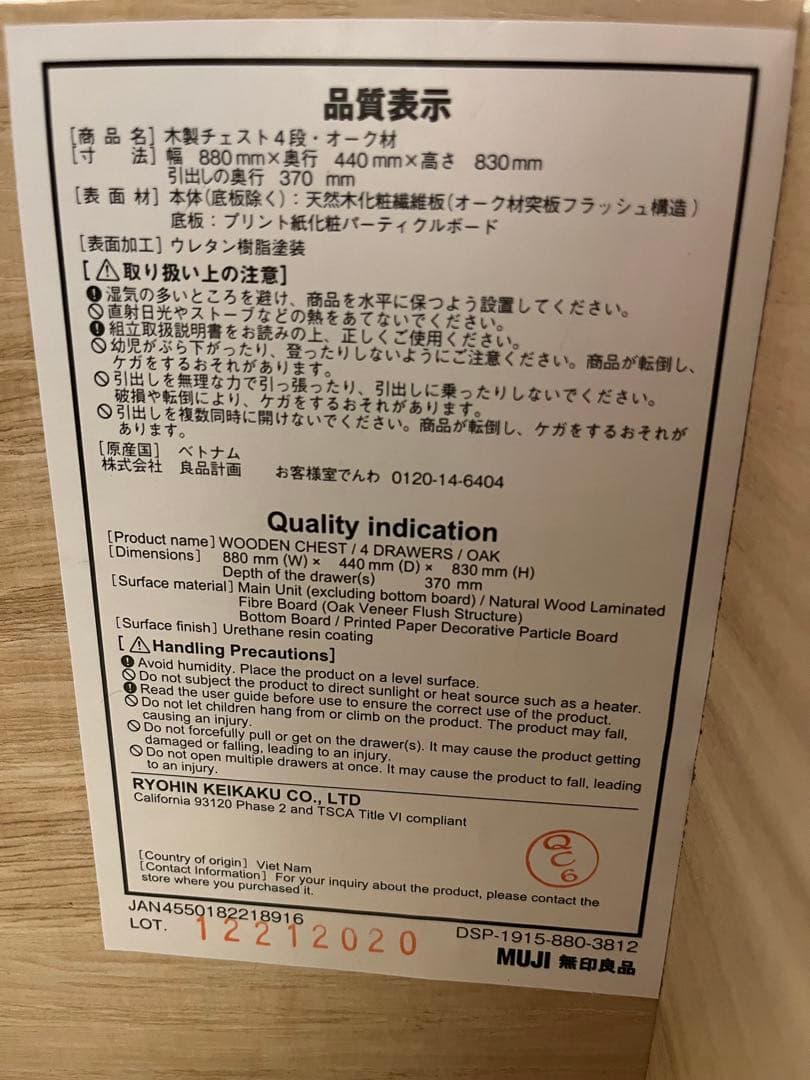 品質表示
[商 品 名] 木製チェスト4段・オーク材
[寸　　法] 幅 880mm×奥行 440mm×高さ 830mm
引出しの奥行 370 mm
[表 面 材] 本体(底板除く)：天然木化粧繊維板(オーク材突板フラッシュ構造)
底板：プリント紙化粧パーティクルボード
[表面加工] ウレタン樹脂塗装
[⚠取り扱い上の注意]
湿気の多いところを避け、商品を水平に保つよう設置してください。
直射日光やストーブなどの熱をあてないでください。
組立取扱説明書をお読みの上、正しくご使用ください。
幼児がぶら下がったり、登ったりしないようにご注意ください。商品が転倒し、
ケガをするおそれがあります。
引出しを無理な力で引っ張ったり、引出しに乗ったりしないでください。
破損や転倒により、ケガをするおそれがあります。
引出しを複数同時に開けないでください。商品が転倒し、ケガをするおそれが
あります。
[原産国] ベトナム
株式会社 良品計画 お客様室でんわ 0120-14-6404
Quality indication
[Product name] WOODEN CHEST / 4 DRAWERS / OAK
[Dimensions] 880 mm (W) × 440 mm (D) × 830 mm (H)
Depth of the drawer(s) 370 mm
[Surface material] Main Unit (excluding bottom board) / Natural Wood Laminated
Fibre Board (Oak Veneer Flush Structure)
Bottom Board / Printed Paper Decorative Particle Board
[Surface finish] Urethane resin coating
[⚠Handling Precautions]
Avoid humidity. Place the product on a level surface.
Do not subject the product to direct sunlight or heat source such as a heater.
Read the user guide before use to ensure the correct use of the product.
Do not let children hang from or climb on the product. The product may fall,
causing an injury.
Do not forcefully pull or get on the drawer(s). It may cause the product getting
damaged or falling, leading to an injury.
Do not open multiple drawers at once. It may cause the product to fall, leading
to an injury.
RYOHIN KEIKAKU CO., LTD
California 93120 Phase 2 and TSCA Title VI compliant
QC6
[Country of origin] Viet Nam
[Contact Information] For your inquiry about the product, please contact the
store where you purchased it.
JAN4550182218916
LOT. 12212020
DSP-1915-880-3812
MUJI 無印良品